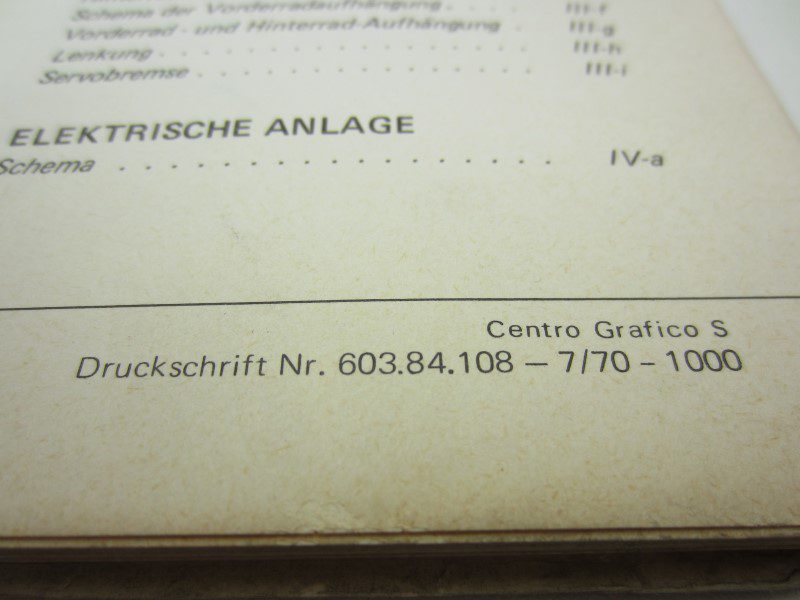 Schema der Vorderradaufhängung . . . . III-f
Vorderrad- und Hinterrad-Aufhängung . III-g
Lenkung . . . . . . . . . . . . . . . III-h
Servobremse . . . . . . . . . . . . . . III-i
ELEKTRISCHE ANLAGE
Schema . . . . . . . . . . . . . . . . . IV-a
Centro Grafico S
Druckschrift Nr. 603.84.108 – 7/70 - 1000